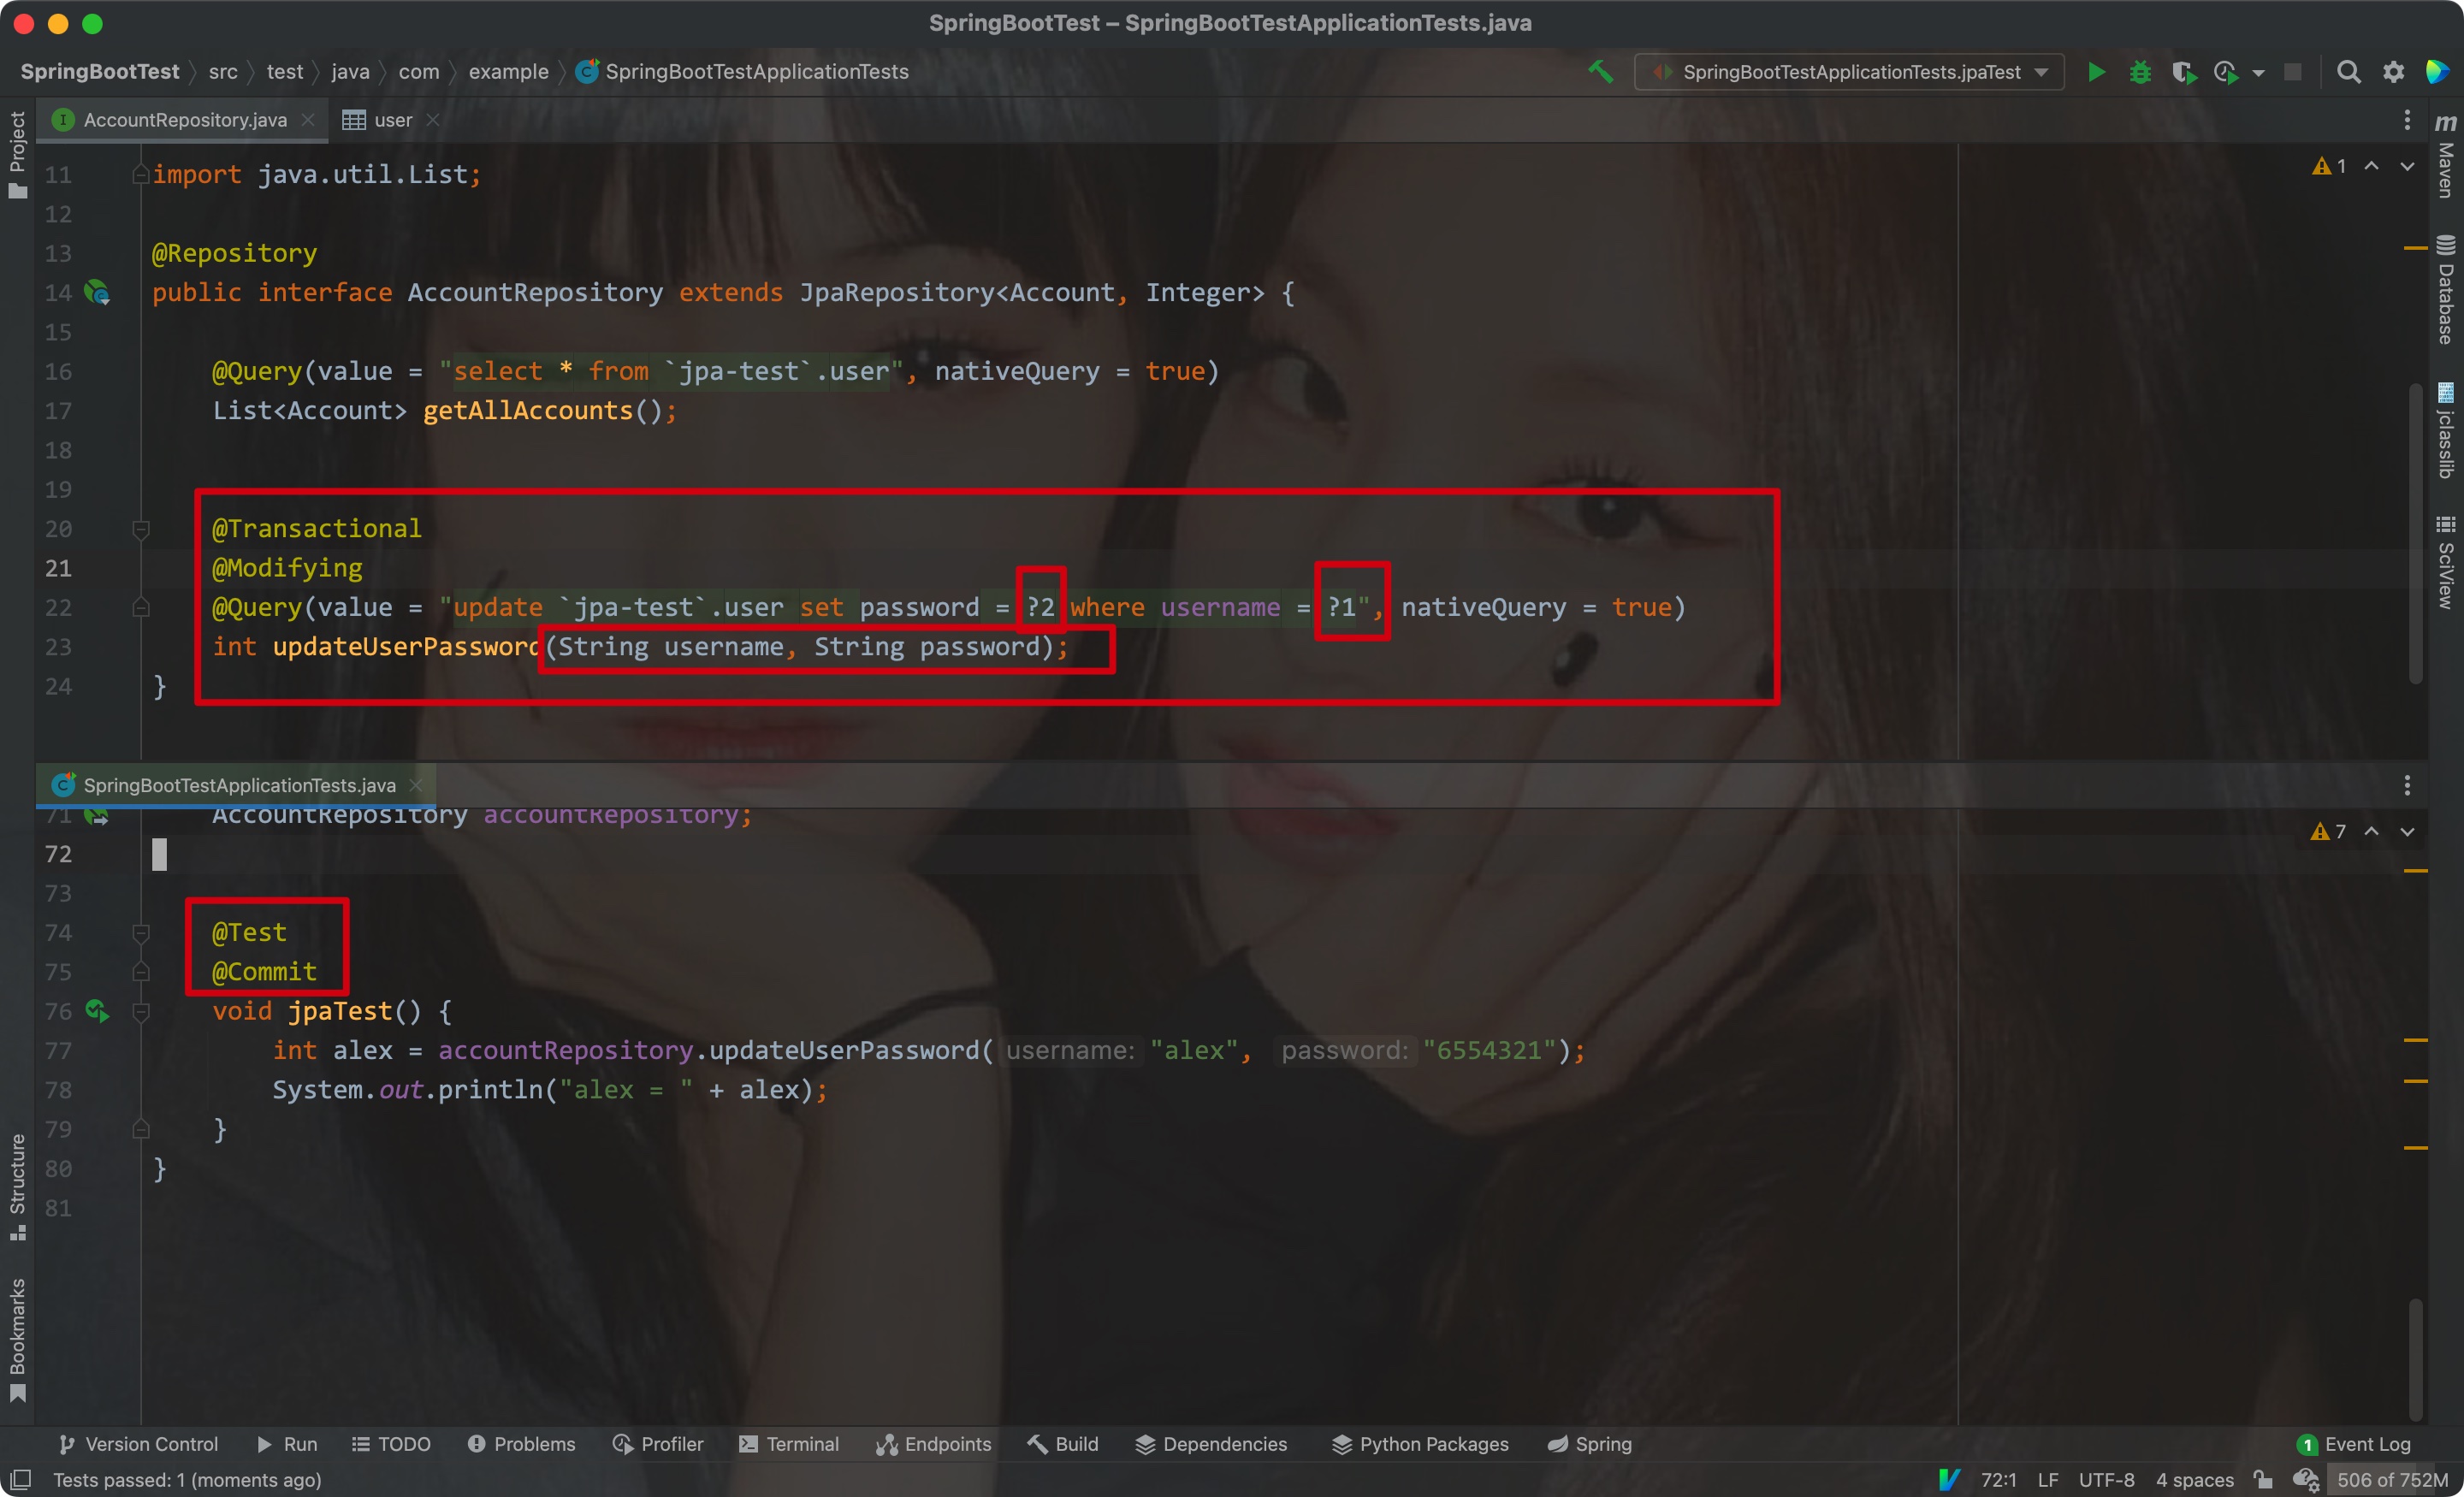 SpringBootTest – SpringBootTestApplicationTests.java
SpringBootTest src test java com example SpringBootTestApplicationTests
SpringBootTestApplicationTests.jpaTest
AccountRepository.java user
Project
Maven
Database
jclasslib
SciView
1
11 import java.util.List;
12
13 @Repository
14 public interface AccountRepository extends JpaRepository<Account, Integer> {
15
16 @Query(value = "select * from `jpa-test`.user", nativeQuery = true)
17 List<Account> getAllAccounts();
18
19
20 @Transactional
21 @Modifying
22 @Query(value = "update `jpa-test`.user set password = ?2 where username = ?1", nativeQuery = true)
23 int updateUserPassword(String username, String password);
24 }
SpringBootTestApplicationTests.java
71 AccountRepository accountRepository;
7
72
73
74 @Test
75 @Commit
76 void jpaTest() {
77 int alex = accountRepository.updateUserPassword( username: "alex", password: "6554321");
78 System.out.println("alex = " + alex);
79 }
80 }
81
Structure
Bookmarks
Version Control Run TODO Problems Profiler Terminal Endpoints Build Dependencies Python Packages Spring 1 Event Log
Tests passed: 1 (moments ago) 72:1 LF UTF-8 4 spaces 506 of 752M